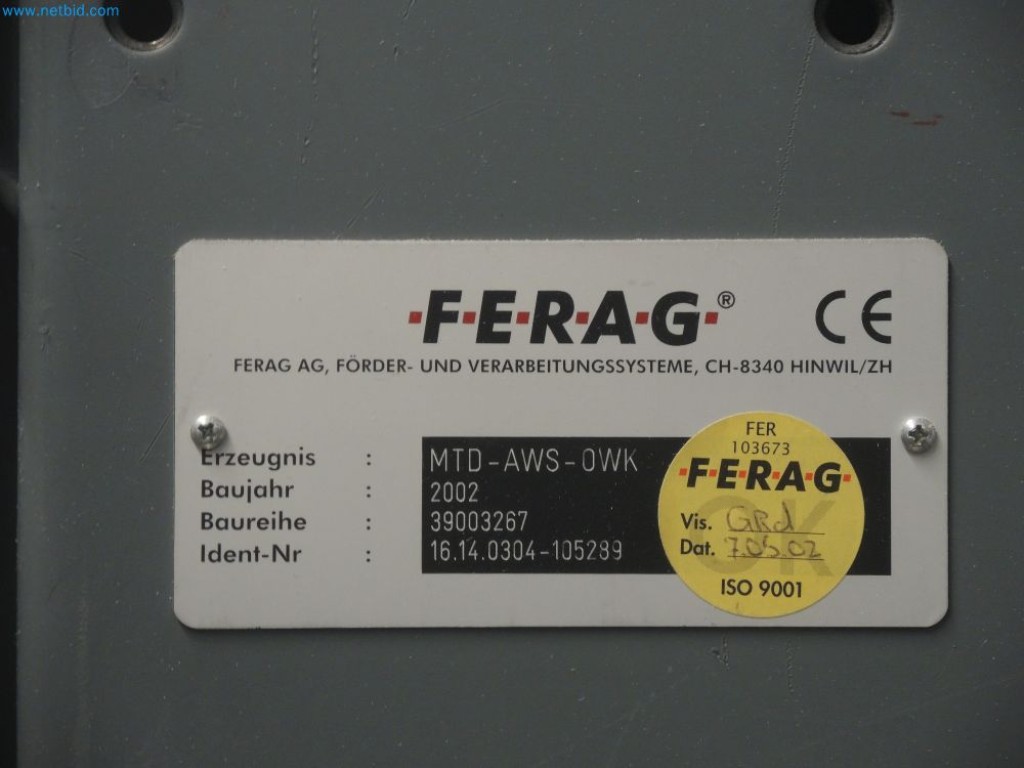 www.netbid.com
·F·E·R·A·G·® CE
FERAG AG, FÖRDER- UND VERARBEITUNGSSYSTEME, CH-8340 HINWIL/ZH
Erzeugnis : MTD-AWS-OWK
Baujahr : 2002
Baureihe : 39003267
Ident-Nr : 16.14.0304-105289
FER
103673
·F·E·R·A·G·
OK
Vis. GRd
Dat. 7.05.02
ISO 9001